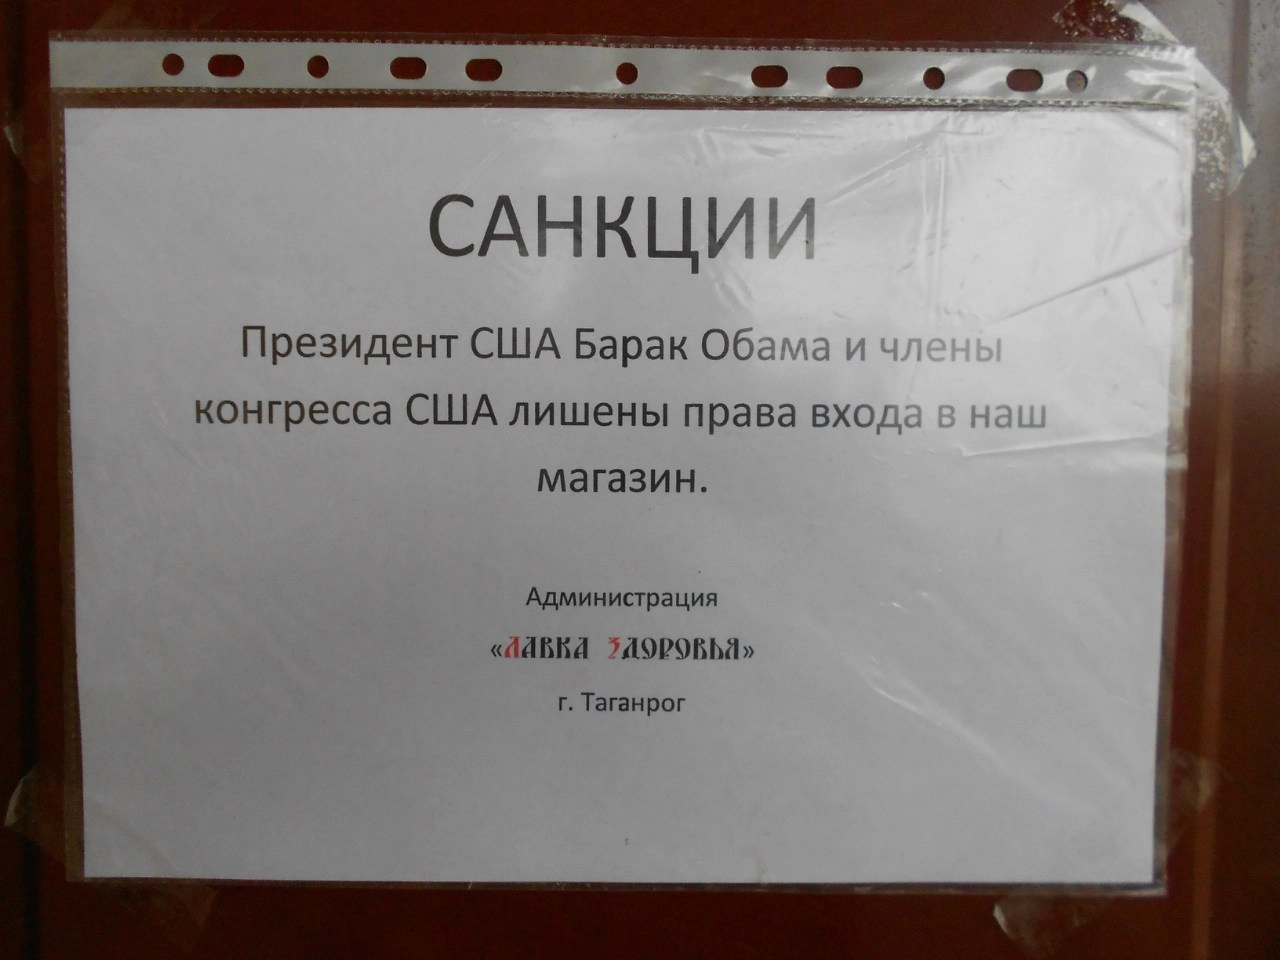 САНКЦИИ
Президент США Барак Обама и члены
конгресса США лишены права входа в наш
магазин.
Администрация
«ЛАВКА ЗДОРОВЬЯ»
г. Таганрог